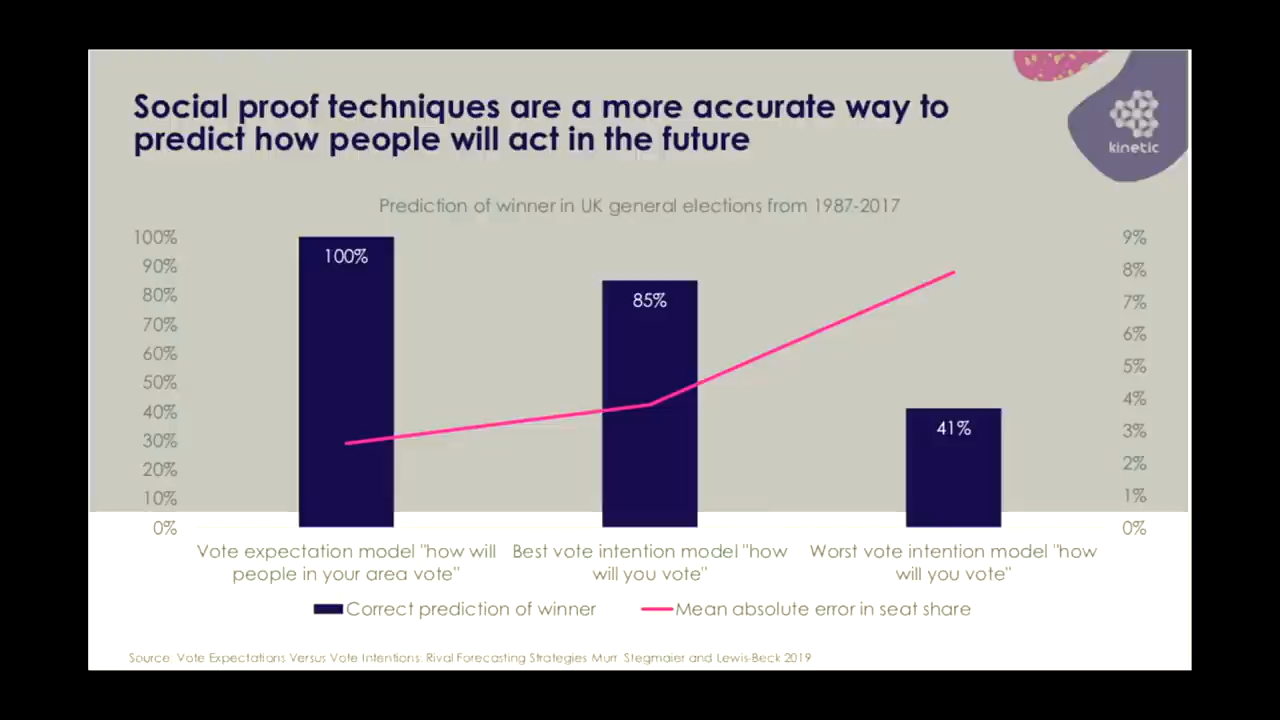 Social proof techniques are a more accurate way to
predict how people will act in the future
kinetic
Prediction of winner in UK general elections from 1987-2017
100%
90%
80%
70%
60%
50%
40%
30%
20%
10%
0%
100%
85%
41%
9%
8%
7%
6%
5%
4%
3%
2%
1%
0%
Vote expectation model "how will
people in your area vote"
Best vote intention model "how
will you vote"
Worst vote intention model "how
will you vote"
Correct prediction of winner
Mean absolute error in seat share
Source: Vote Expectations Versus Vote Intentions: Rival Forecasting Strategies Murr, Stegmaier and Lewis-Beck 2019